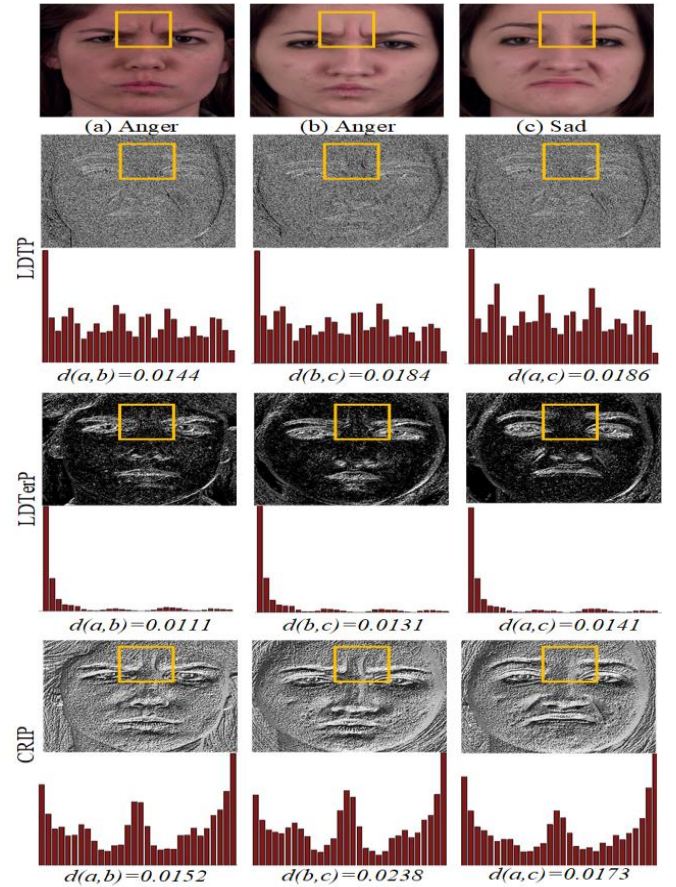 (a) Anger (b) Anger (c) Sad
LDTP
d(a,b)=0.0144 d(b,c)=0.0184 d(a,c)=0.0186
LDTerP
d(a,b)=0.0111 d(b,c)=0.0131 d(a,c)=0.0141
CRIP
d(a,b)=0.0152 d(b,c)=0.0238 d(a,c)=0.0173